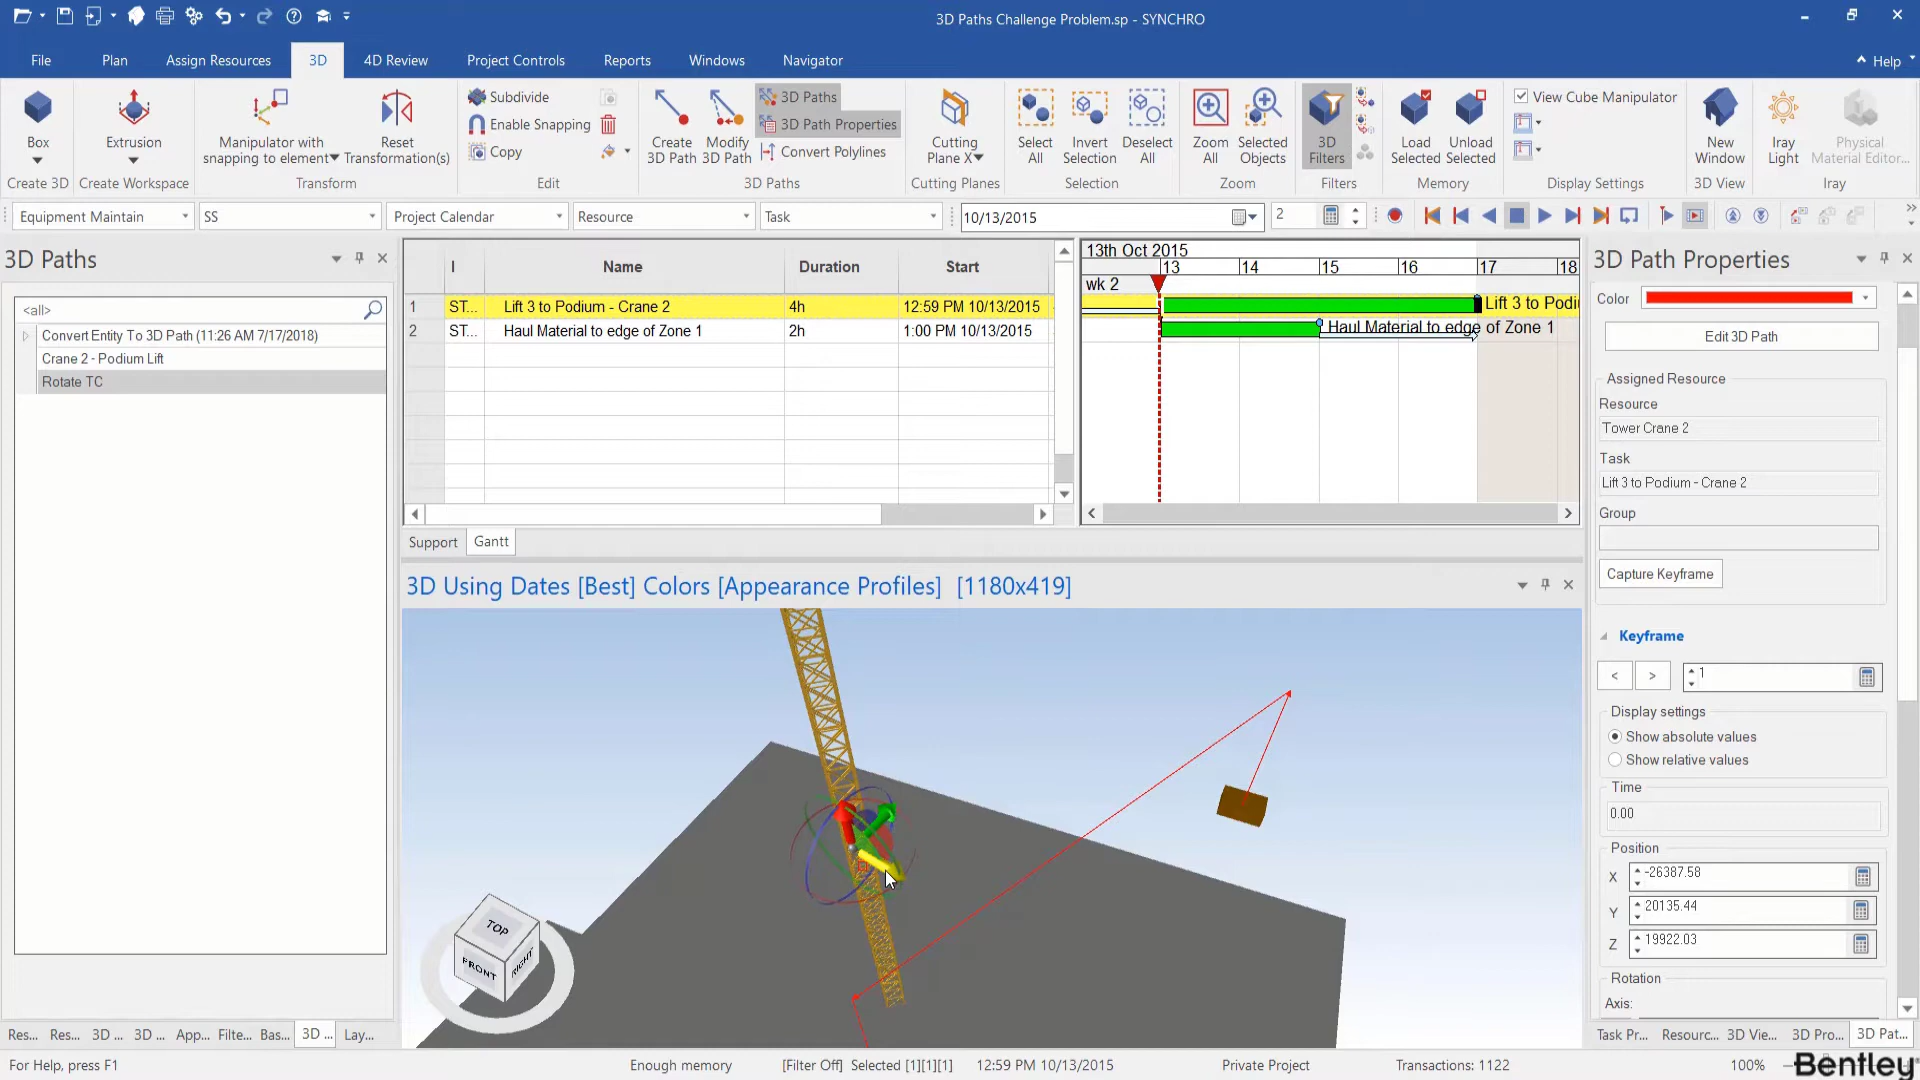 3D Paths Challenge Problem.sp - SYNCHRO
File Plan Assign Resources 3D 4D Review Project Controls Reports Windows Navigator Help
Box
Create 3D
Extrusion
Create Workspace
Manipulator with
snapping to element
Reset
Transformation(s)
Transform
Subdivide
Enable Snapping
Copy
Edit
Create
3D Path
Modify
3D Path
3D Paths
3D Path Properties
Convert Polylines
3D Paths
Cutting
Plane X
Cutting Planes
Select
All
Invert
Selection
Deselect
All
Selection
Zoom
All
Selected
Objects
Zoom
3D
Filters
Filters
Load
Selected
Unload
Selected
Memory
View Cube Manipulator
Display Settings
New
Window
3D View
Iray
Light
Physical
Material Editor...
Iray
Equipment Maintain SS Project Calendar Resource Task 10/13/2015 2
3D Paths
<all>
Convert Entity To 3D Path (11:26 AM 7/17/2018)
Crane 2 - Podium Lift
Rotate TC
I Name Duration Start
1 ST... Lift 3 to Podium - Crane 2 4h 12:59 PM 10/13/2015
2 ST... Haul Material to edge of Zone 1 2h 1:00 PM 10/13/2015
13th Oct 2015
13 14 15 16 17 18
wk 2
Lift 3 to Podi
Haul Material to edge of Zone 1
Support Gantt
3D Using Dates [Best] Colors [Appearance Profiles] [1180x419]
TOP
FRONT
RIGHT
3D Path Properties
Color
Edit 3D Path
Assigned Resource
Resource
Tower Crane 2
Task
Lift 3 to Podium - Crane 2
Group
Capture Keyframe
Keyframe
< > 1
Display settings
Show absolute values
Show relative values
Time
0.00
Position
X -26387.58
Y 20135.44
Z 19922.03
Rotation
Axis:
Res... Res... 3D ... 3D ... App... Filte... Bas... 3D ... Lay...
Task Pr... Resourc... 3D Vie... 3D Pro... 3D Pat...
For Help, press F1 Enough memory [Filter Off] Selected [1][1][1] 12:59 PM 10/13/2015 Private Project Transactions: 1122 100%
Bentley